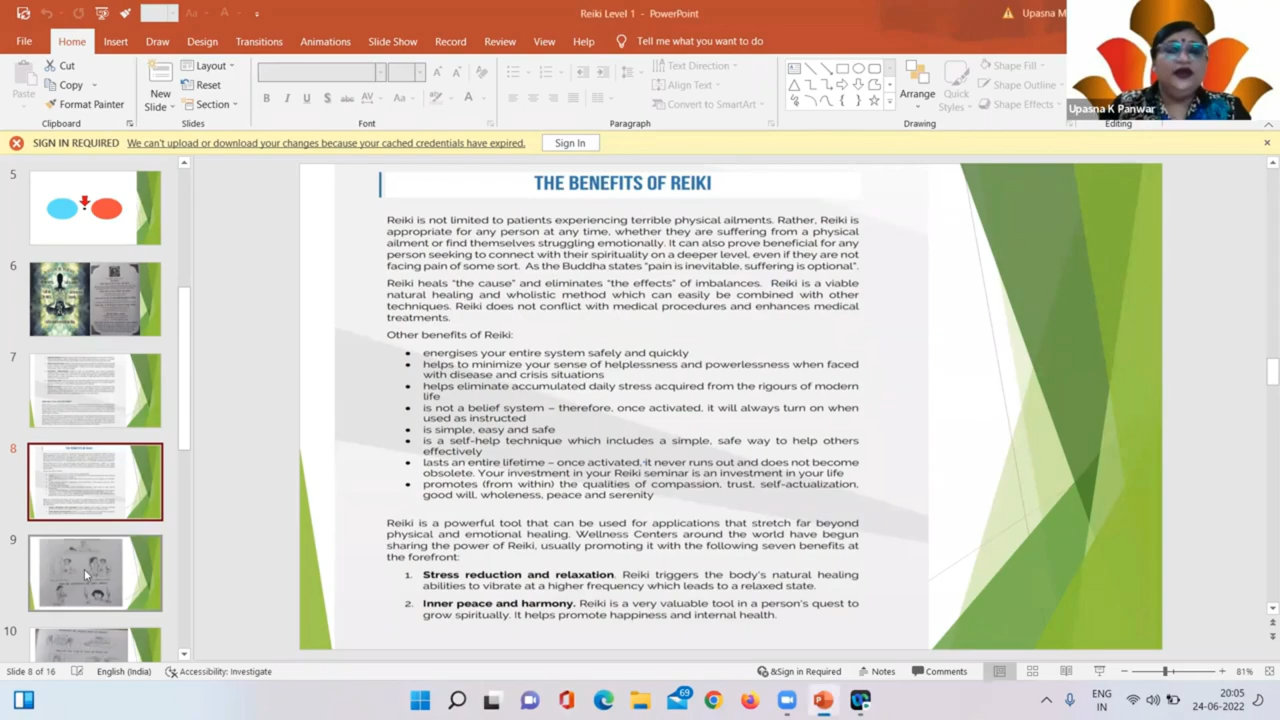 Reiki Level 1 - PowerPoint
Upasna M
File Home Insert Draw Design Transitions Animations Slide Show Record Review View Help Tell me what you want to do
Paste
Cut
Copy
Format Painter
Clipboard
New
Slide
Layout
Reset
Section
Slides
Font
Text Direction
Align Text
Convert to SmartArt
Paragraph
Arrange
Quick
Styles
Drawing
Shape Fill
Shape Outline
Shape Effects
Editing
Upasna K Panwar
SIGN IN REQUIRED We can't upload or download your changes because your cached credentials have expired. Sign In
5
6
7
8
9
10
THE BENEFITS OF REIKI
Reiki is not limited to patients experiencing terrible physical ailments. Rather, Reiki is
appropriate for any person at any time, whether they are suffering from a physical
ailment or find themselves struggling emotionally. It can also prove beneficial for any
person seeking to connect with their spirituality on a deeper level, even if they are not
facing pain of some sort. As the Buddha states "pain is inevitable, suffering is optional".
Reiki heals "the cause" and eliminates "the effects" of imbalances. Reiki is a viable
natural healing and wholistic method which can easily be combined with other
techniques. Reiki does not conflict with medical procedures and enhances medical
treatments.
Other benefits of Reiki:
• energises your entire system safely and quickly
• helps to minimize your sense of helplessness and powerlessness when faced
with disease and crisis situations
• helps eliminate accumulated daily stress acquired from the rigours of modern
life
• is not a belief system – therefore, once activated, it will always turn on when
used as instructed
• is simple, easy and safe
• is a self-help technique which includes a simple, safe way to help others
effectively
• lasts an entire lifetime – once activated, it never runs out and does not become
obsolete. Your investment in your Reiki seminar is an investment in your life
• promotes (from within) the qualities of compassion, trust, self-actualization,
good will, wholeness, peace and serenity
Reiki is a powerful tool that can be used for applications that stretch far beyond
physical and emotional healing. Wellness Centers around the world have begun
sharing the power of Reiki, usually promoting it with the following seven benefits at
the forefront:
1. Stress reduction and relaxation. Reiki triggers the body's natural healing
abilities to vibrate at a higher frequency which leads to a relaxed state.
2. Inner peace and harmony. Reiki is a very valuable tool in a person's quest to
grow spiritually. It helps promote happiness and internal health.
Slide 8 of 16 English (India) Accessibility: Investigate Sign in Required Notes Comments 81%
69
ENG
IN
20:05
24-06-2022